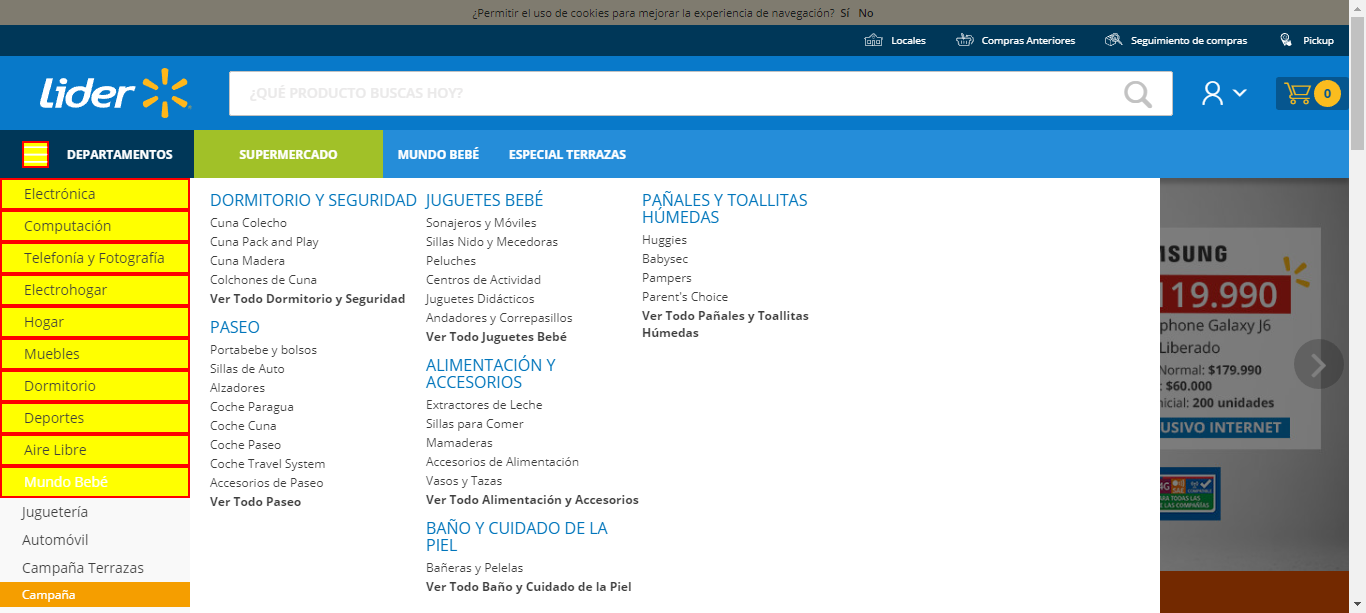 ¿Permitir el uso de cookies para mejorar la experiencia de navegación? Sí No
Locales Compras Anteriores Seguimiento de compras Pickup
Lider
¿QUÉ PRODUCTO BUSCAS HOY?
0
DEPARTAMENTOS
SUPERMERCADO
MUNDO BEBÉ
ESPECIAL TERRAZAS
Electrónica
Computación
Telefonía y Fotografía
Electrohogar
Hogar
Muebles
Dormitorio
Deportes
Aire Libre
Mundo Bebé
Juguetería
Automóvil
Campaña Terrazas
Campaña
DORMITORIO Y SEGURIDAD
Cuna Colecho
Cuna Pack and Play
Cuna Madera
Colchones de Cuna
Ver Todo Dormitorio y Seguridad
PASEO
Portabebe y bolsos
Sillas de Auto
Alzadores
Coche Paragua
Coche Cuna
Coche Paseo
Coche Travel System
Accesorios de Paseo
Ver Todo Paseo
JUGUETES BEBÉ
Sonajeros y Móviles
Sillas Nido y Mecedoras
Peluches
Centros de Actividad
Juguetes Didácticos
Andadores y Correpasillos
Ver Todo Juguetes Bebé
ALIMENTACIÓN Y
ACCESORIOS
Extractores de Leche
Sillas para Comer
Mamaderas
Accesorios de Alimentación
Vasos y Tazas
Ver Todo Alimentación y Accesorios
BAÑO Y CUIDADO DE LA
PIEL
Bañeras y Pelelas
Ver Todo Baño y Cuidado de la Piel
PAÑALES Y TOALLITAS
HÚMEDAS
Huggies
Babysec
Pampers
Parent's Choice
Ver Todo Pañales y Toallitas
Húmedas
SUNG
19.990
phone Galaxy J6
Liberado
Normal: $179.990
: $60.000
nicial: 200 unidades
USIVO INTERNET